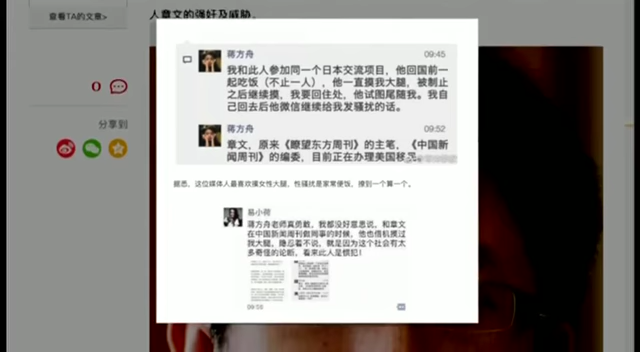 查看TA的文章>
人章文的强奸及威胁。
0
分享到
蒋方舟
09:45
我和此人参加同一个日本交流项目，他回国前一
起吃饭（不止一人），他一直摸我大腿，被制止
之后继续摸，我要回住处，他试图尾随我。我自
己回去后他微信继续给我发骚扰的话。
蒋方舟
09:52
章文，原来《瞭望东方周刊》的主笔，《中国新
闻周刊》的编委，目前正在办理美国移民。
据悉，这位媒体人最喜欢摸女性大腿，性骚扰是家常便饭，撩到一个算一个。
易小荷
蒋方舟老师真勇敢，我都没好意思说，和章文
在中国新闻周刊做同事的时候，他也借机摸过
我大腿，隐忍着不说，就是因为这个社会有太
多奇怪的论断，看来此人是惯犯！